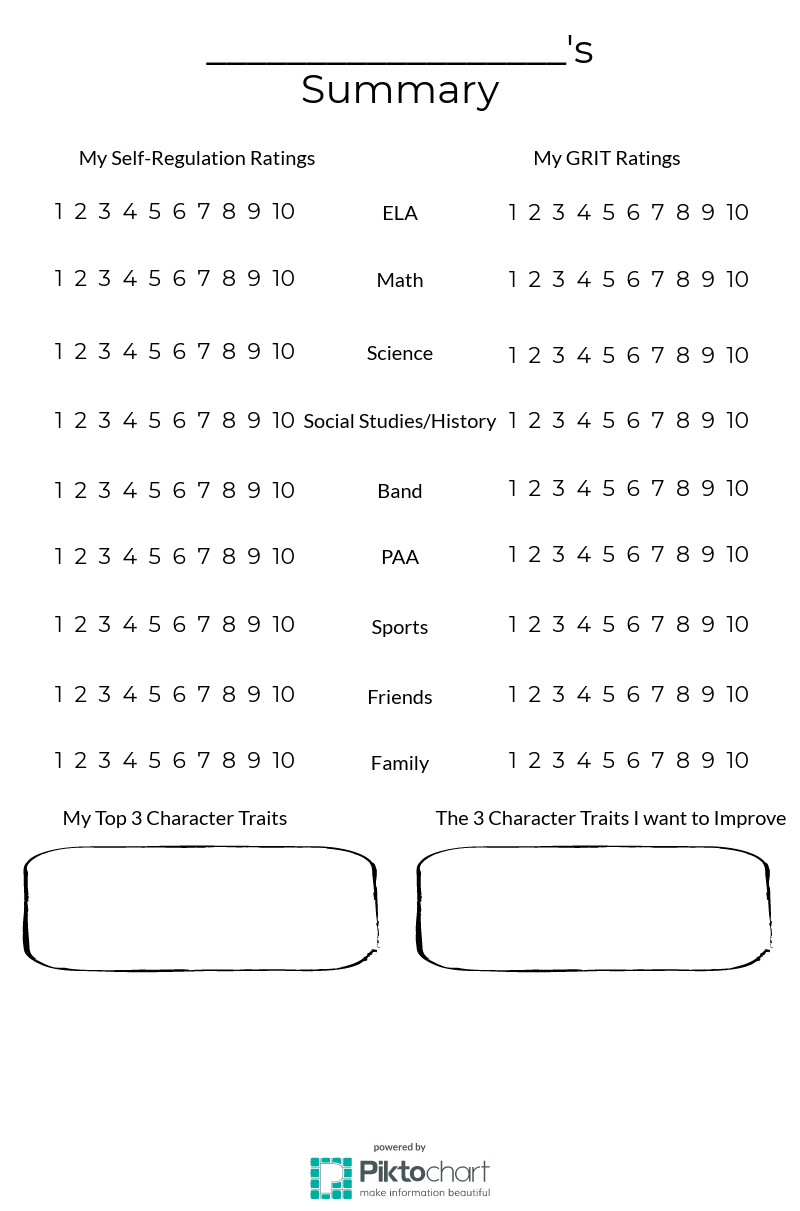 __________________'s
Summary
My Self-Regulation Ratings My GRIT Ratings
1 2 3 4 5 6 7 8 9 10 ELA 1 2 3 4 5 6 7 8 9 10
1 2 3 4 5 6 7 8 9 10 Math 1 2 3 4 5 6 7 8 9 10
1 2 3 4 5 6 7 8 9 10 Science 1 2 3 4 5 6 7 8 9 10
1 2 3 4 5 6 7 8 9 10 Social Studies/History 1 2 3 4 5 6 7 8 9 10
1 2 3 4 5 6 7 8 9 10 Band 1 2 3 4 5 6 7 8 9 10
1 2 3 4 5 6 7 8 9 10 PAA 1 2 3 4 5 6 7 8 9 10
1 2 3 4 5 6 7 8 9 10 Sports 1 2 3 4 5 6 7 8 9 10
1 2 3 4 5 6 7 8 9 10 Friends 1 2 3 4 5 6 7 8 9 10
1 2 3 4 5 6 7 8 9 10 Family 1 2 3 4 5 6 7 8 9 10
My Top 3 Character Traits The 3 Character Traits I want to Improve
powered by
Piktochart
make information beautiful